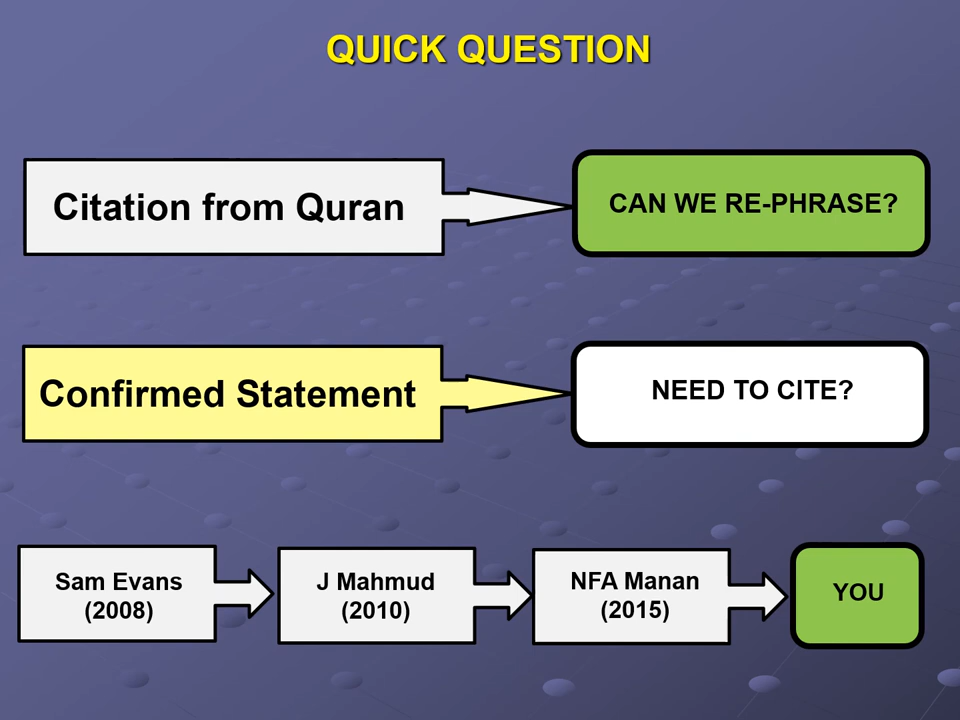 QUICK QUESTION
Citation from Quran
CAN WE RE-PHRASE?
Confirmed Statement
NEED TO CITE?
Sam Evans
(2008)
J Mahmud
(2010)
NFA Manan
(2015)
YOU